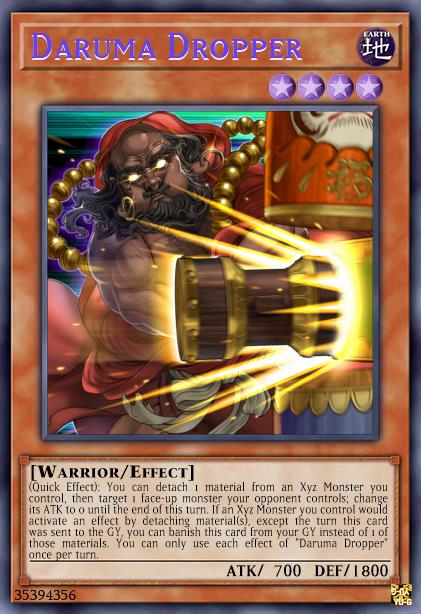 DARUMA DROPPER
EARTH
地
[WARRIOR/EFFECT]
(Quick Effect): You can detach 1 material from an Xyz Monster you
control, then target 1 face-up monster your opponent controls; change
its ATK to 0 until the end of this turn. If an Xyz Monster you control would
activate an effect by detaching material(s), except the turn this card
was sent to the GY, you can banish this card from your GY instead of 1 of
those materials. You can only use each effect of "Daruma Dropper"
once per turn.
ATK/ 700 DEF/1800
35394356